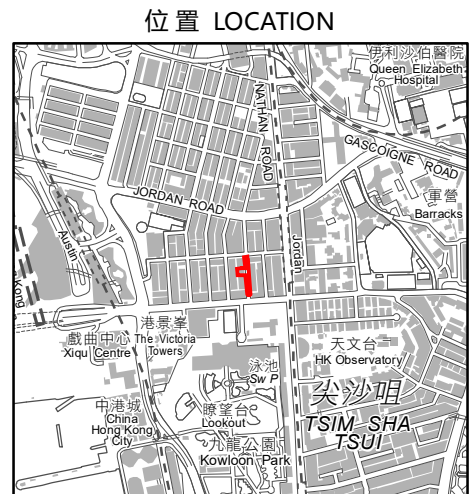 位置 LOCATION
伊利沙伯醫院
Queen Elizabeth
Hospital
NATHAN ROAD
GASCOIGNE ROAD
JORDAN ROAD
軍營
Barracks
Austin
Jordan
Kong
戲曲中心
Xiqu Centre
港景峯
The Victoria
Towers
天文台
HK Observatory
泳池
Sw P
尖沙咀
TSIM SHA
TSUI
中港城
China
Hong Kong
City
瞭望台
Lookout
九龍公園
Kowloon Park